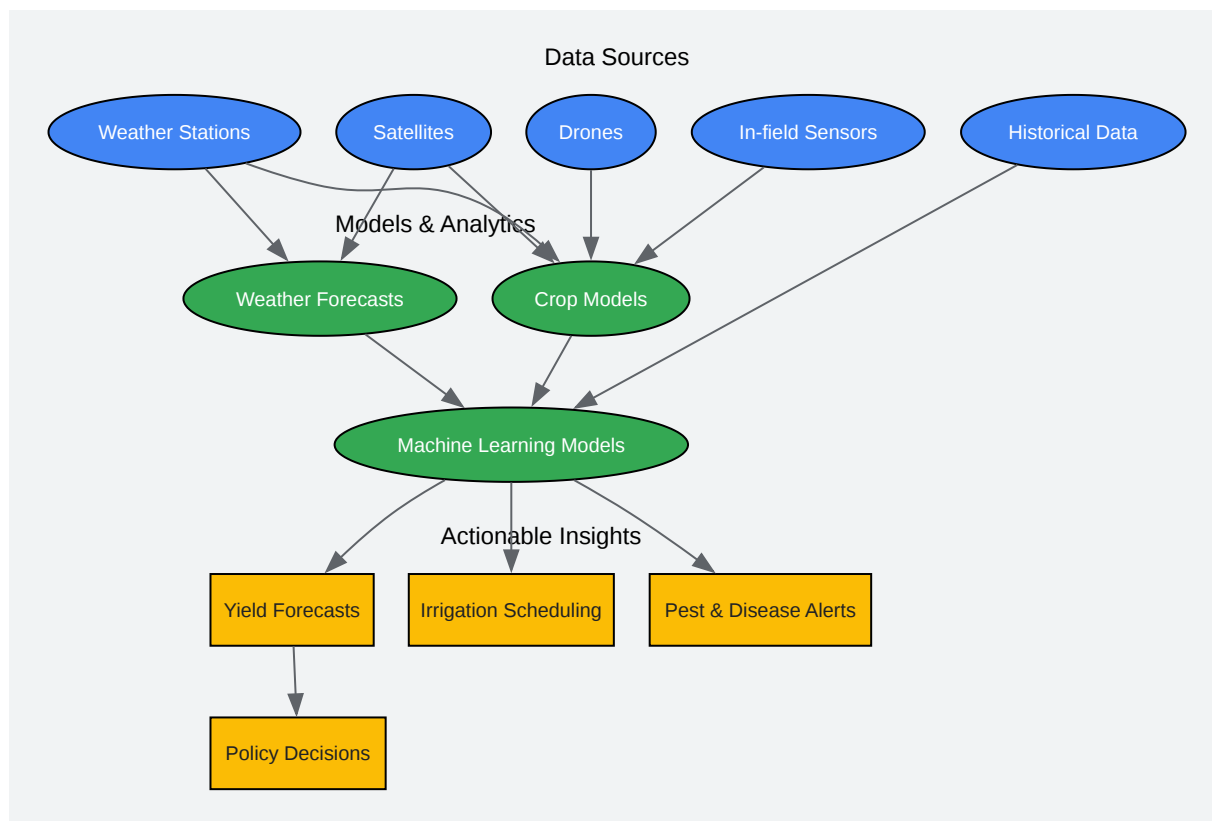 Data Sources
Weather Stations
Satellites
Drones
In-field Sensors
Historical Data
Models & Analytics
Weather Forecasts
Crop Models
Machine Learning Models
Actionable Insights
Yield Forecasts
Irrigation Scheduling
Pest & Disease Alerts
Policy Decisions